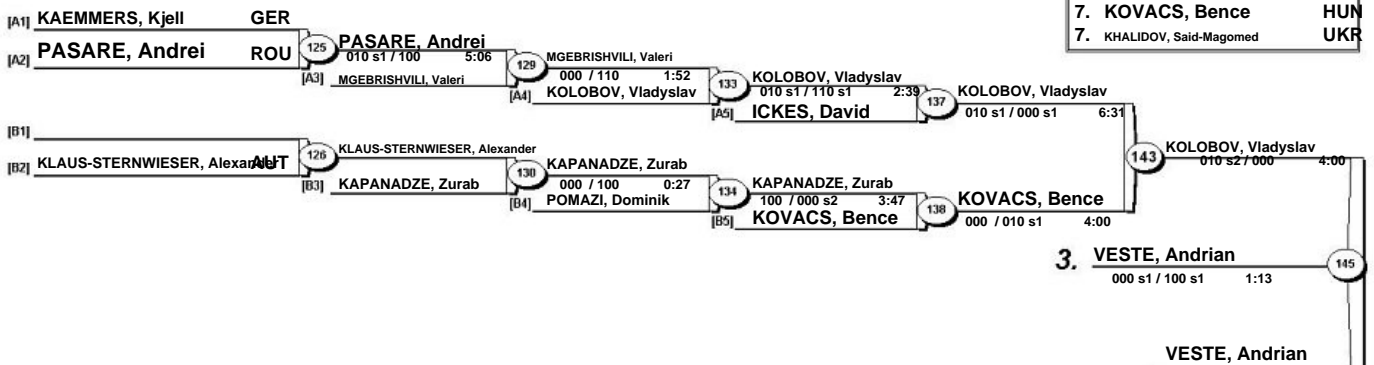 7. KOVACS, Bence HUN
7. KHALIDOV, Said-Magomed UKR
[A1] KAEMMERS, Kjell GER
[A2] PASARE, Andrei ROU
125 PASARE, Andrei
010 s1 / 100 5:06
[A3] MGEBRISHVILI, Valeri
129 MGEBRISHVILI, Valeri
000 / 110 1:52
[A4] KOLOBOV, Vladyslav
133 KOLOBOV, Vladyslav
010 s1 / 110 s1 2:39
[A5] ICKES, David
137 KOLOBOV, Vladyslav
010 s1 / 000 s1 6:31
[B1]
[B2] KLAUS-STERNWIESER, Alexander AUT
126 KLAUS-STERNWIESER, Alexander
[B3] KAPANADZE, Zurab
130 KAPANADZE, Zurab
000 / 100 0:27
[B4] POMAZI, Dominik
134 KAPANADZE, Zurab
100 / 000 s2 3:47
[B5] KOVACS, Bence
138 KOVACS, Bence
000 / 010 s1 4:00
143 KOLOBOV, Vladyslav
010 s2 / 000 4:00
3. VESTE, Andrian
000 s1 / 100 s1 1:13
145
VESTE, Andrian